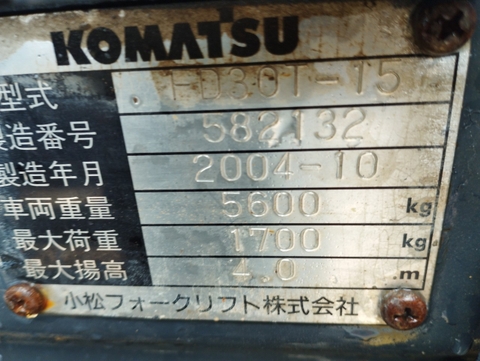 KOMATSU
型式 FD30T-15
製造番号 582132
製造年月 2004-10
車両重量 5600 kg
最大荷重 1700 kg
最大揚高 4.0 m
小松フォークリフト株式会社